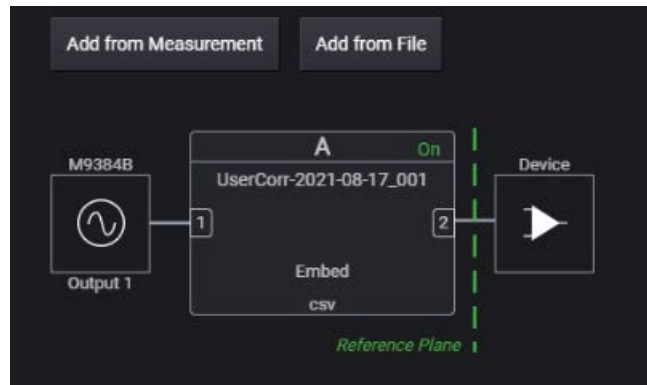 Add from Measurement
Add from File
A
On
M9384B
UserCorr-2021-08-17_001
Device
1
2
Output 1
Embed
csv
Reference Plane